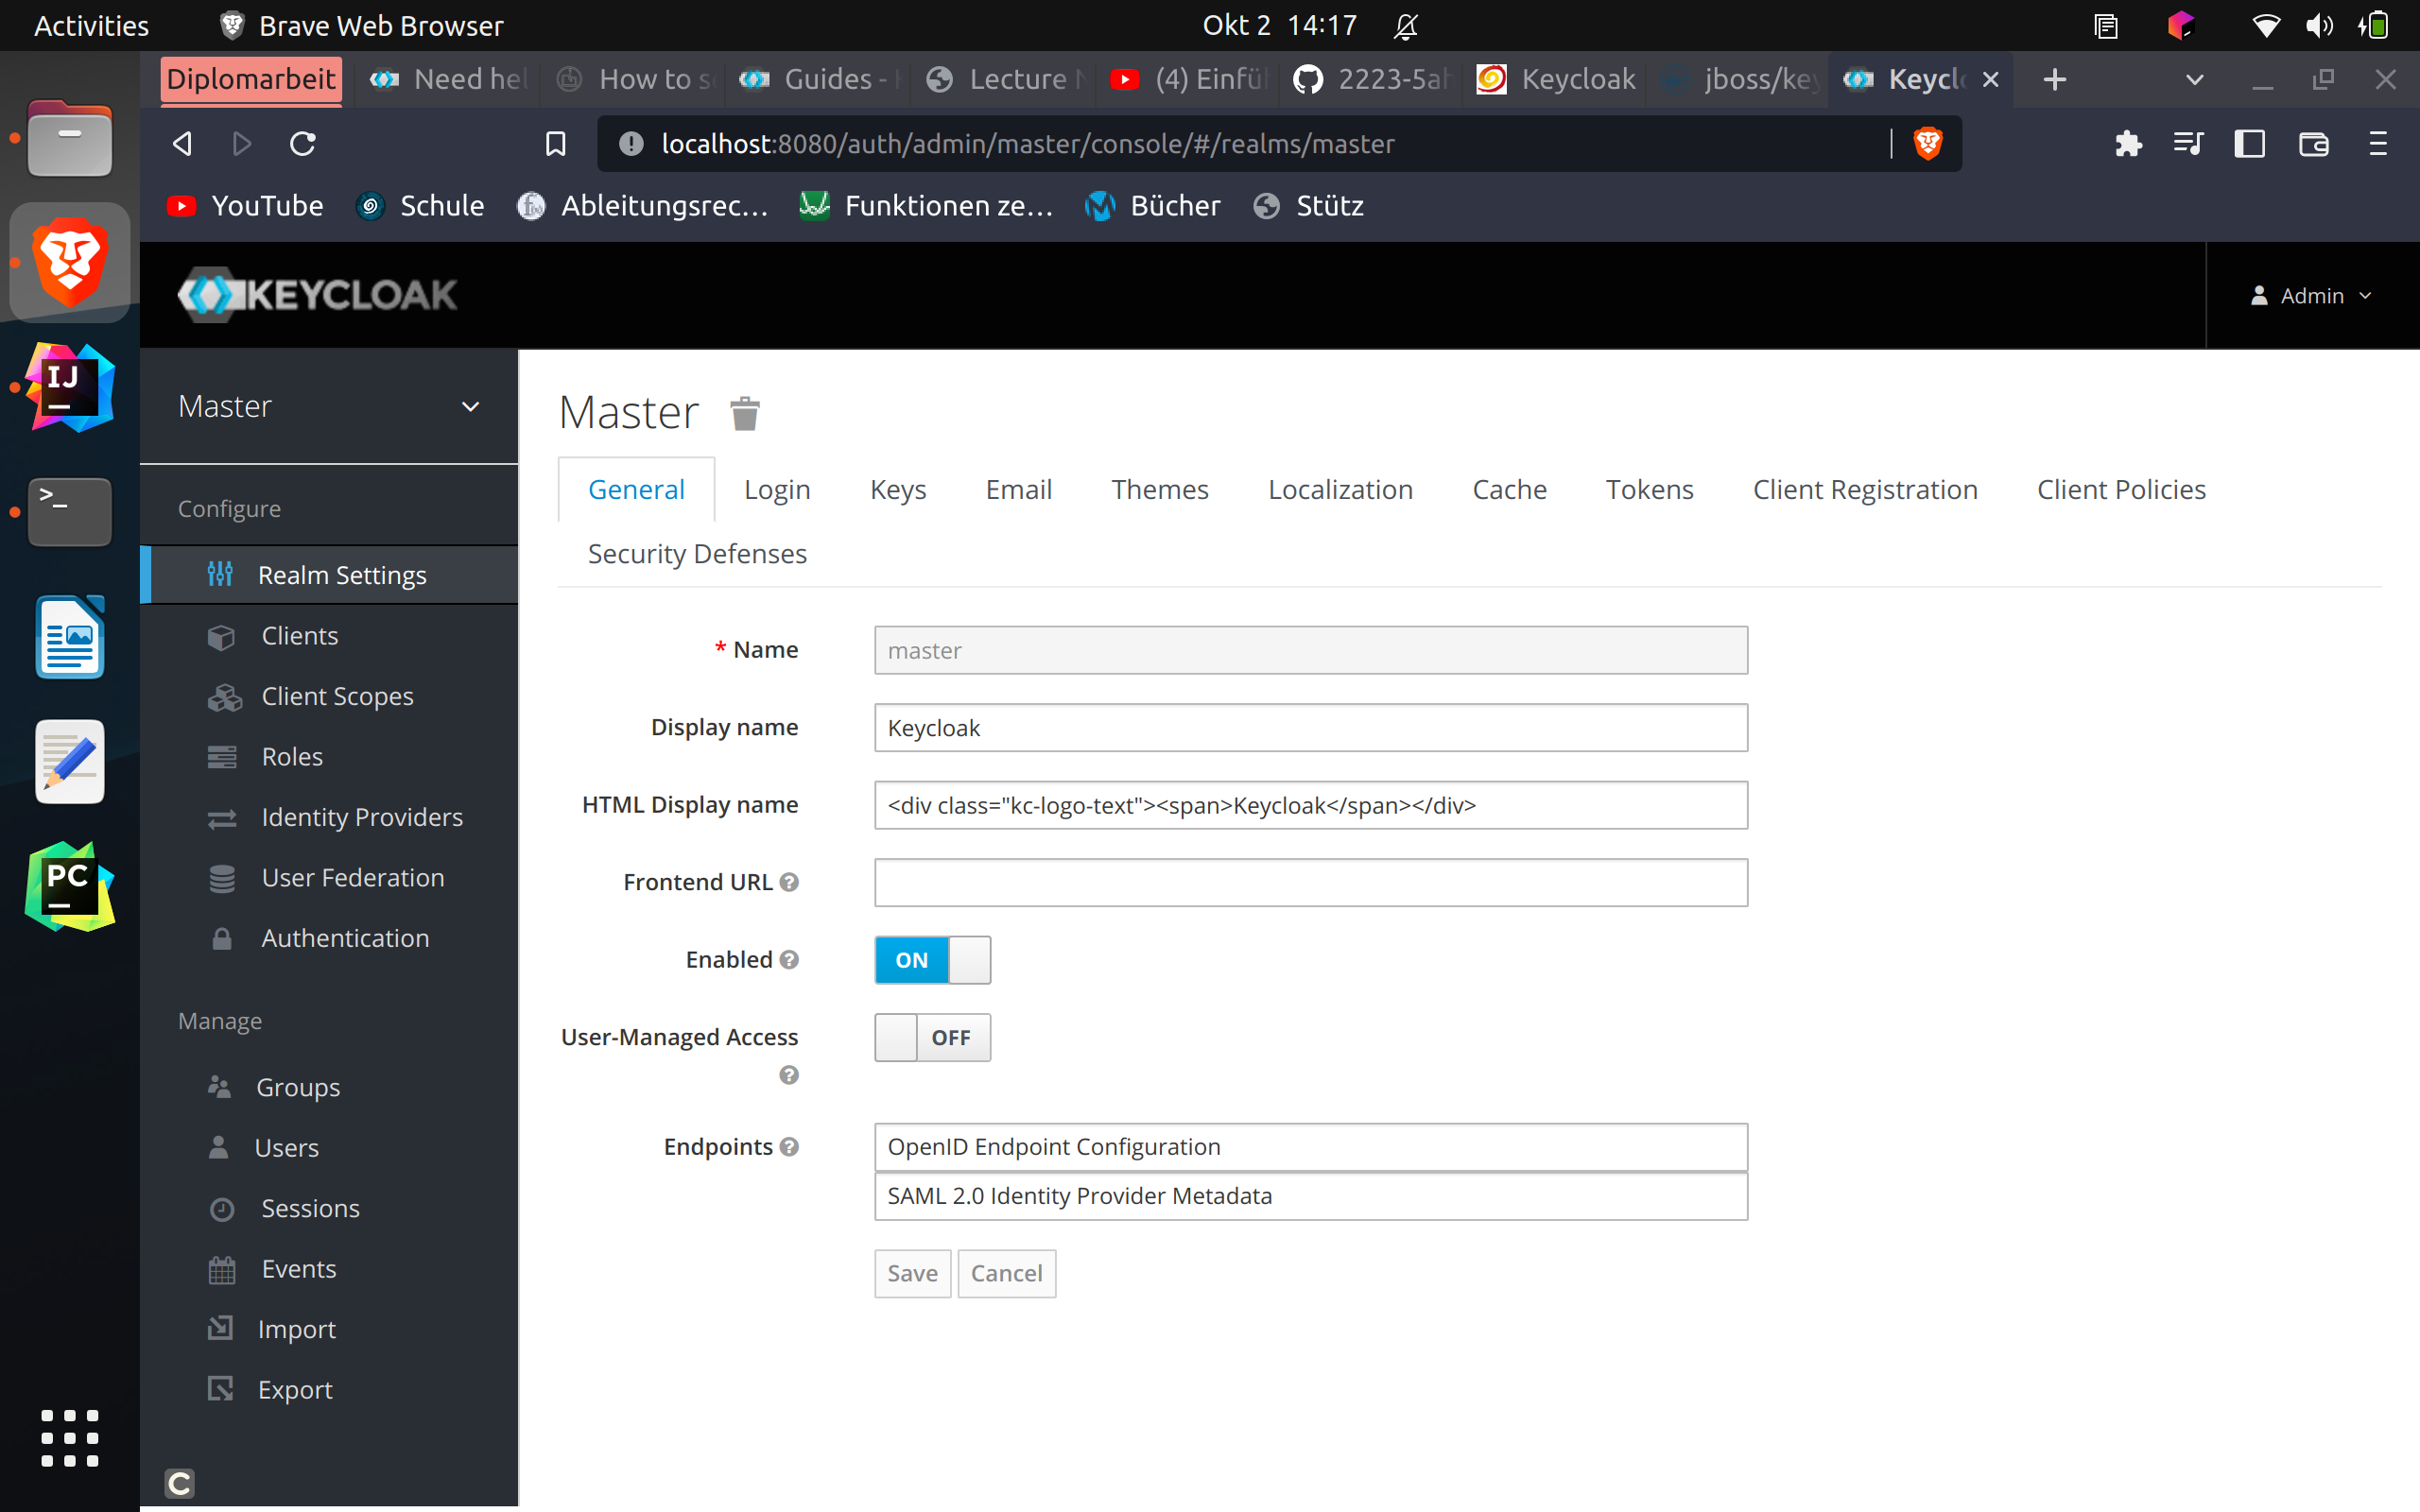 Activities Brave Web Browser Okt 2 14:17
Diplomarbeit Need hel How to s Guides - Lecture (4) Einfü 2223-5ah Keycloak jboss/key Keyclo
localhost:8080/auth/admin/master/console/#/realms/master
YouTube Schule Ableitungsrec... Funktionen ze... Bücher Stütz
KEYCLOAK Admin
Master
Configure
Realm Settings
Clients
Client Scopes
Roles
Identity Providers
User Federation
Authentication
Manage
Groups
Users
Sessions
Events
Import
Export
Master
General Login Keys Email Themes Localization Cache Tokens Client Registration Client Policies
Security Defenses
* Name master
Display name Keycloak
HTML Display name <div class="kc-logo-text"><span>Keycloak</span></div>
Frontend URL
Enabled ON
User-Managed Access OFF
Endpoints OpenID Endpoint Configuration
SAML 2.0 Identity Provider Metadata
Save Cancel
IJ
>_
PC
C